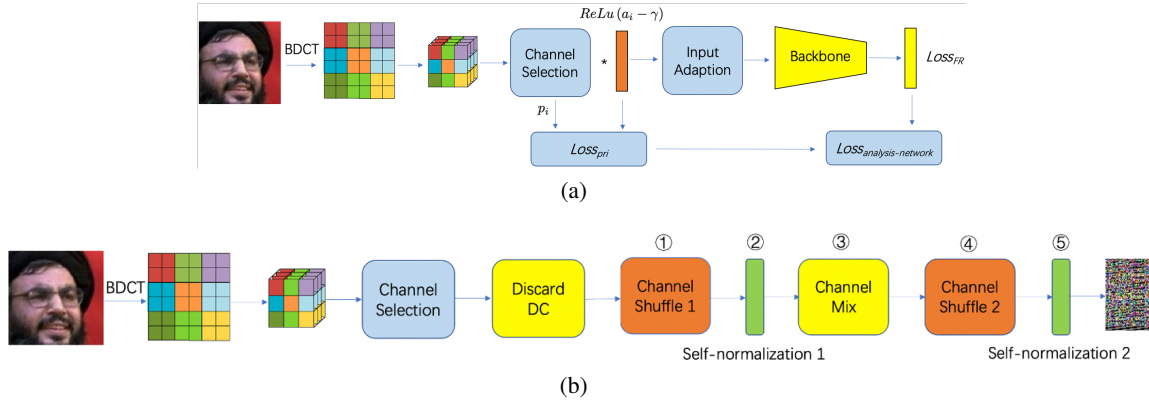 ReLu (a_i − γ)
BDCT
Channel Selection
*
Input Adaption
Backbone
Loss_FR
p_i
Loss_pri
Loss_analysis-network
(a)
① ② ③ ④ ⑤
BDCT
Channel Selection
Discard DC
Channel Shuffle 1
Channel Mix
Channel Shuffle 2
Self-normalization 1
Self-normalization 2
(b)